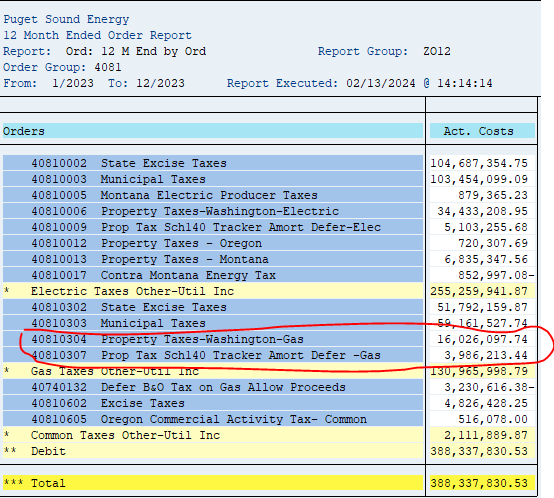 Puget Sound Energy
12 Month Ended Order Report
Report: Ord: 12 M End by Ord Report Group: ZO12
Order Group: 4081
From: 1/2023 To: 12/2023 Report Executed: 02/13/2024 @ 14:14:14
Orders Act. Costs
40810002 State Excise Taxes 104,687,354.75
40810003 Municipal Taxes 103,454,099.09
40810005 Montana Electric Producer Taxes 879,365.23
40810006 Property Taxes-Washington-Electric 34,433,208.95
40810009 Prop Tax Sch140 Tracker Amort Defer-Elec 5,103,255.68
40810012 Property Taxes - Oregon 720,307.69
40810013 Property Taxes - Montana 6,835,347.56
40810017 Contra Montana Energy Tax 852,997.08-
* Electric Taxes Other-Util Inc 255,259,941.87
40810302 State Excise Taxes 51,792,159.87
40810303 Municipal Taxes 59,161,527.74
40810304 Property Taxes-Washington-Gas 16,026,097.74
40810307 Prop Tax Sch140 Tracker Amort Defer -Gas 3,986,213.44
* Gas Taxes Other-Util Inc 130,965,998.79
40740132 Defer B&O Tax on Gas Allow Proceeds 3,230,616.38-
40810602 Excise Taxes 4,826,428.25
40810605 Oregon Commercial Activity Tax- Common 516,078.00
* Common Taxes Other-Util Inc 2,111,889.87
** Debit 388,337,830.53
*** Total 388,337,830.53